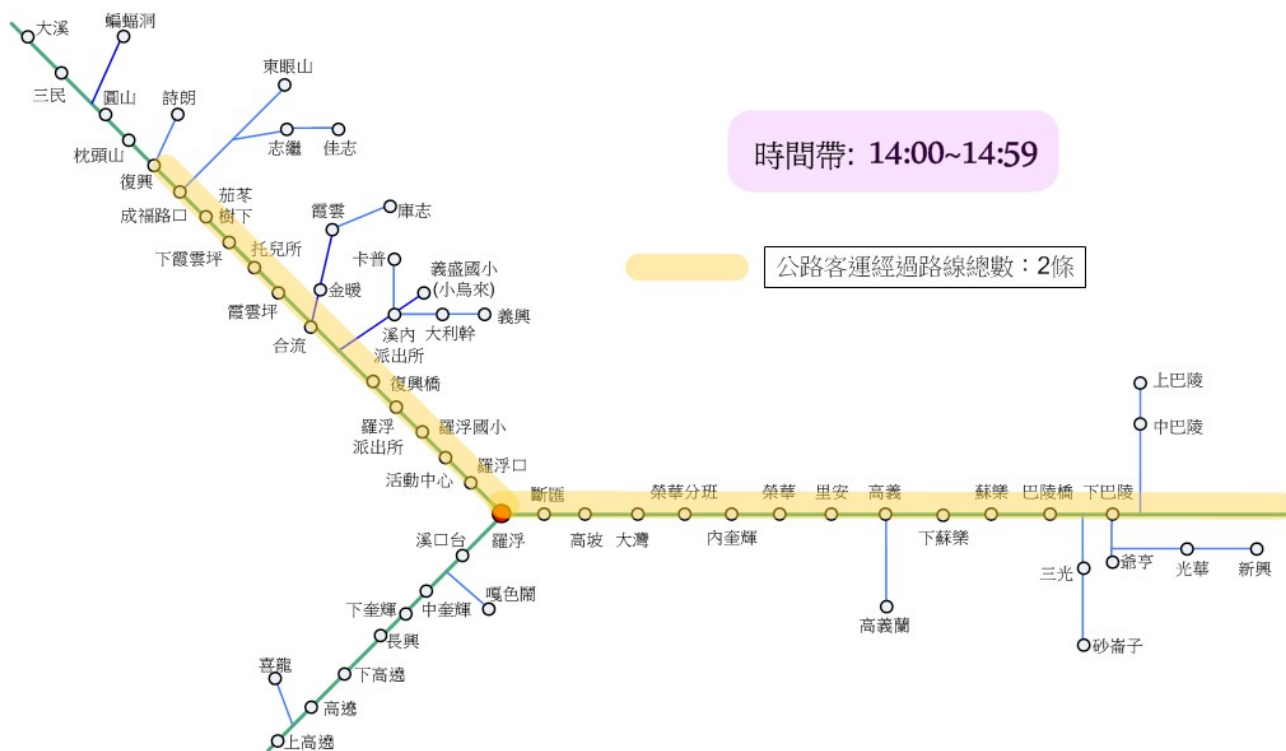 大溪
蝙蝠洞
三民
圓山
詩朗
東眼山
枕頭山
志繼
佳志
復興
成福路口
茄苳
樹下
下霞雲坪
托兒所
霞雲
庫志
卡普
義盛國小
(小烏來)
霞雲坪
金暖
合流
溪內
派出所
大利幹
義興
復興橋
羅浮
派出所
羅浮國小
活動中心
羅浮口
時間帶: 14:00~14:59
公路客運經過路線總數：2條
上巴陵
中巴陵
斷匯
榮華分班
榮華
里安
高義
蘇樂
巴陵橋
下巴陵
羅浮
高坡
大灣
內奎輝
下蘇樂
溪口台
三光
爺亨
光華
新興
下奎輝
中奎輝
嘎色鬧
高義蘭
砂崙子
長興
喜龍
下高遶
高遶
上高遶